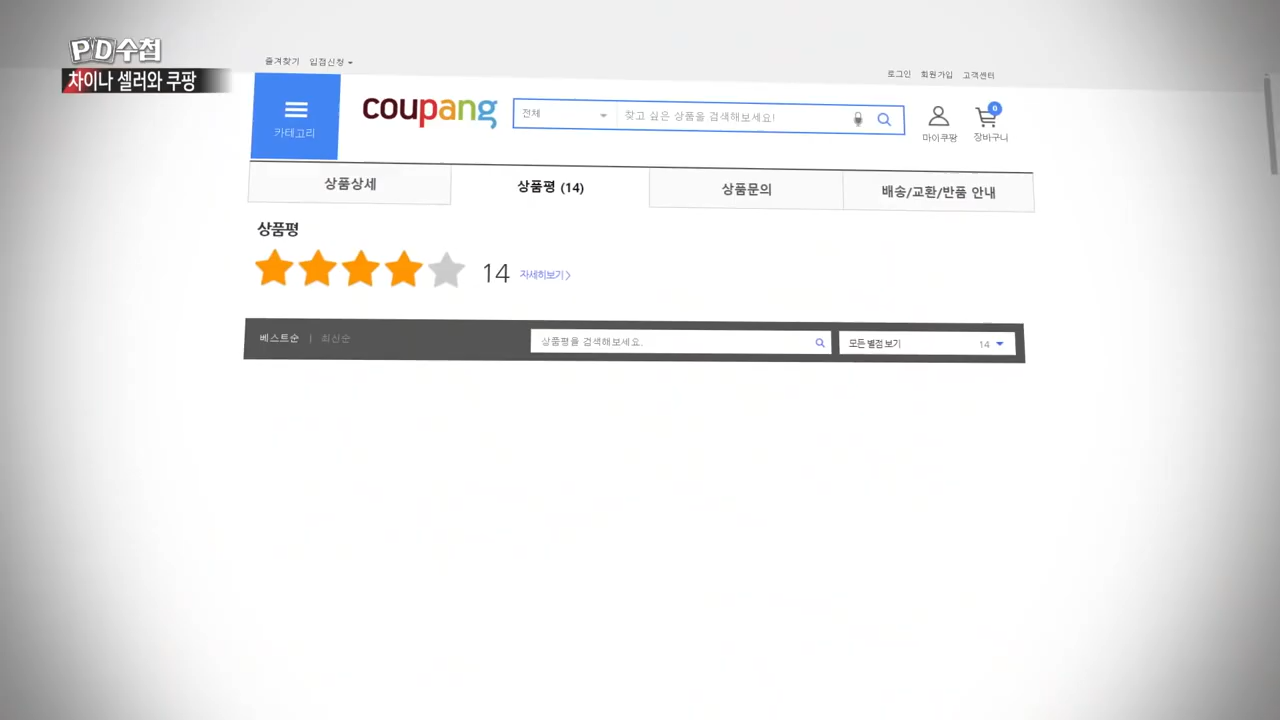 PD수첩
차이나 셀러와 쿠팡
즐겨찾기 입점신청
로그인 회원가입 고객센터
카테고리
coupang
전체
찾고 싶은 상품을 검색해보세요!
마이쿠팡
0
장바구니
상품상세
상품평 (14)
상품문의
배송/교환/반품 안내
상품평
14 자세히보기 >
베스트순 | 최신순
상품평을 검색해보세요.
모든 별점 보기 14